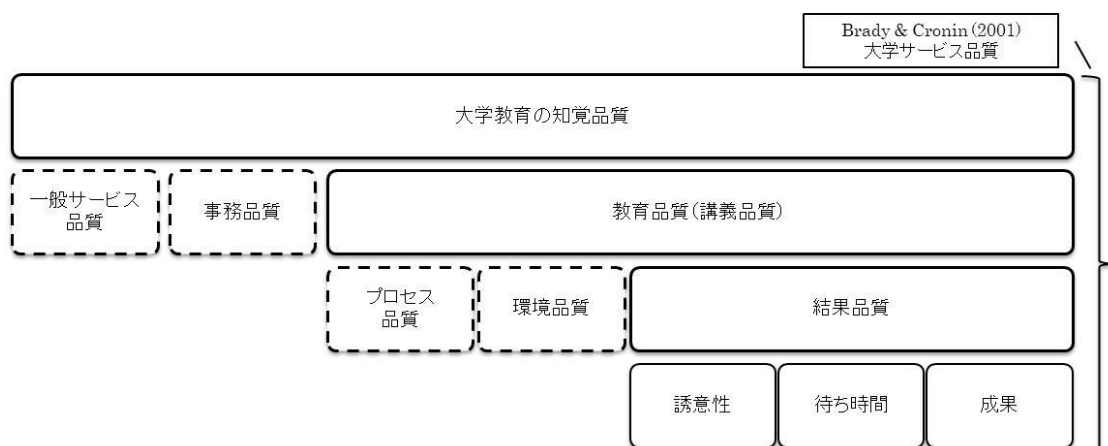 Brady & Cronin (2001)
大学サービス品質
大学教育の知覚品質
一般サービス
品質
事務品質
教育品質(講義品質)
プロセス
品質
環境品質
結果品質
誘意性
待ち時間
成果